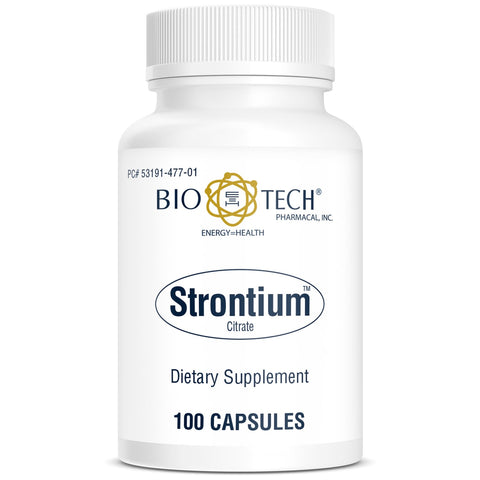 PC# 53191-477-01
BIO TECH®
PHARMACAL, INC.
ENERGY=HEALTH
Strontium™
Citrate
Dietary Supplement
100 CAPSULES